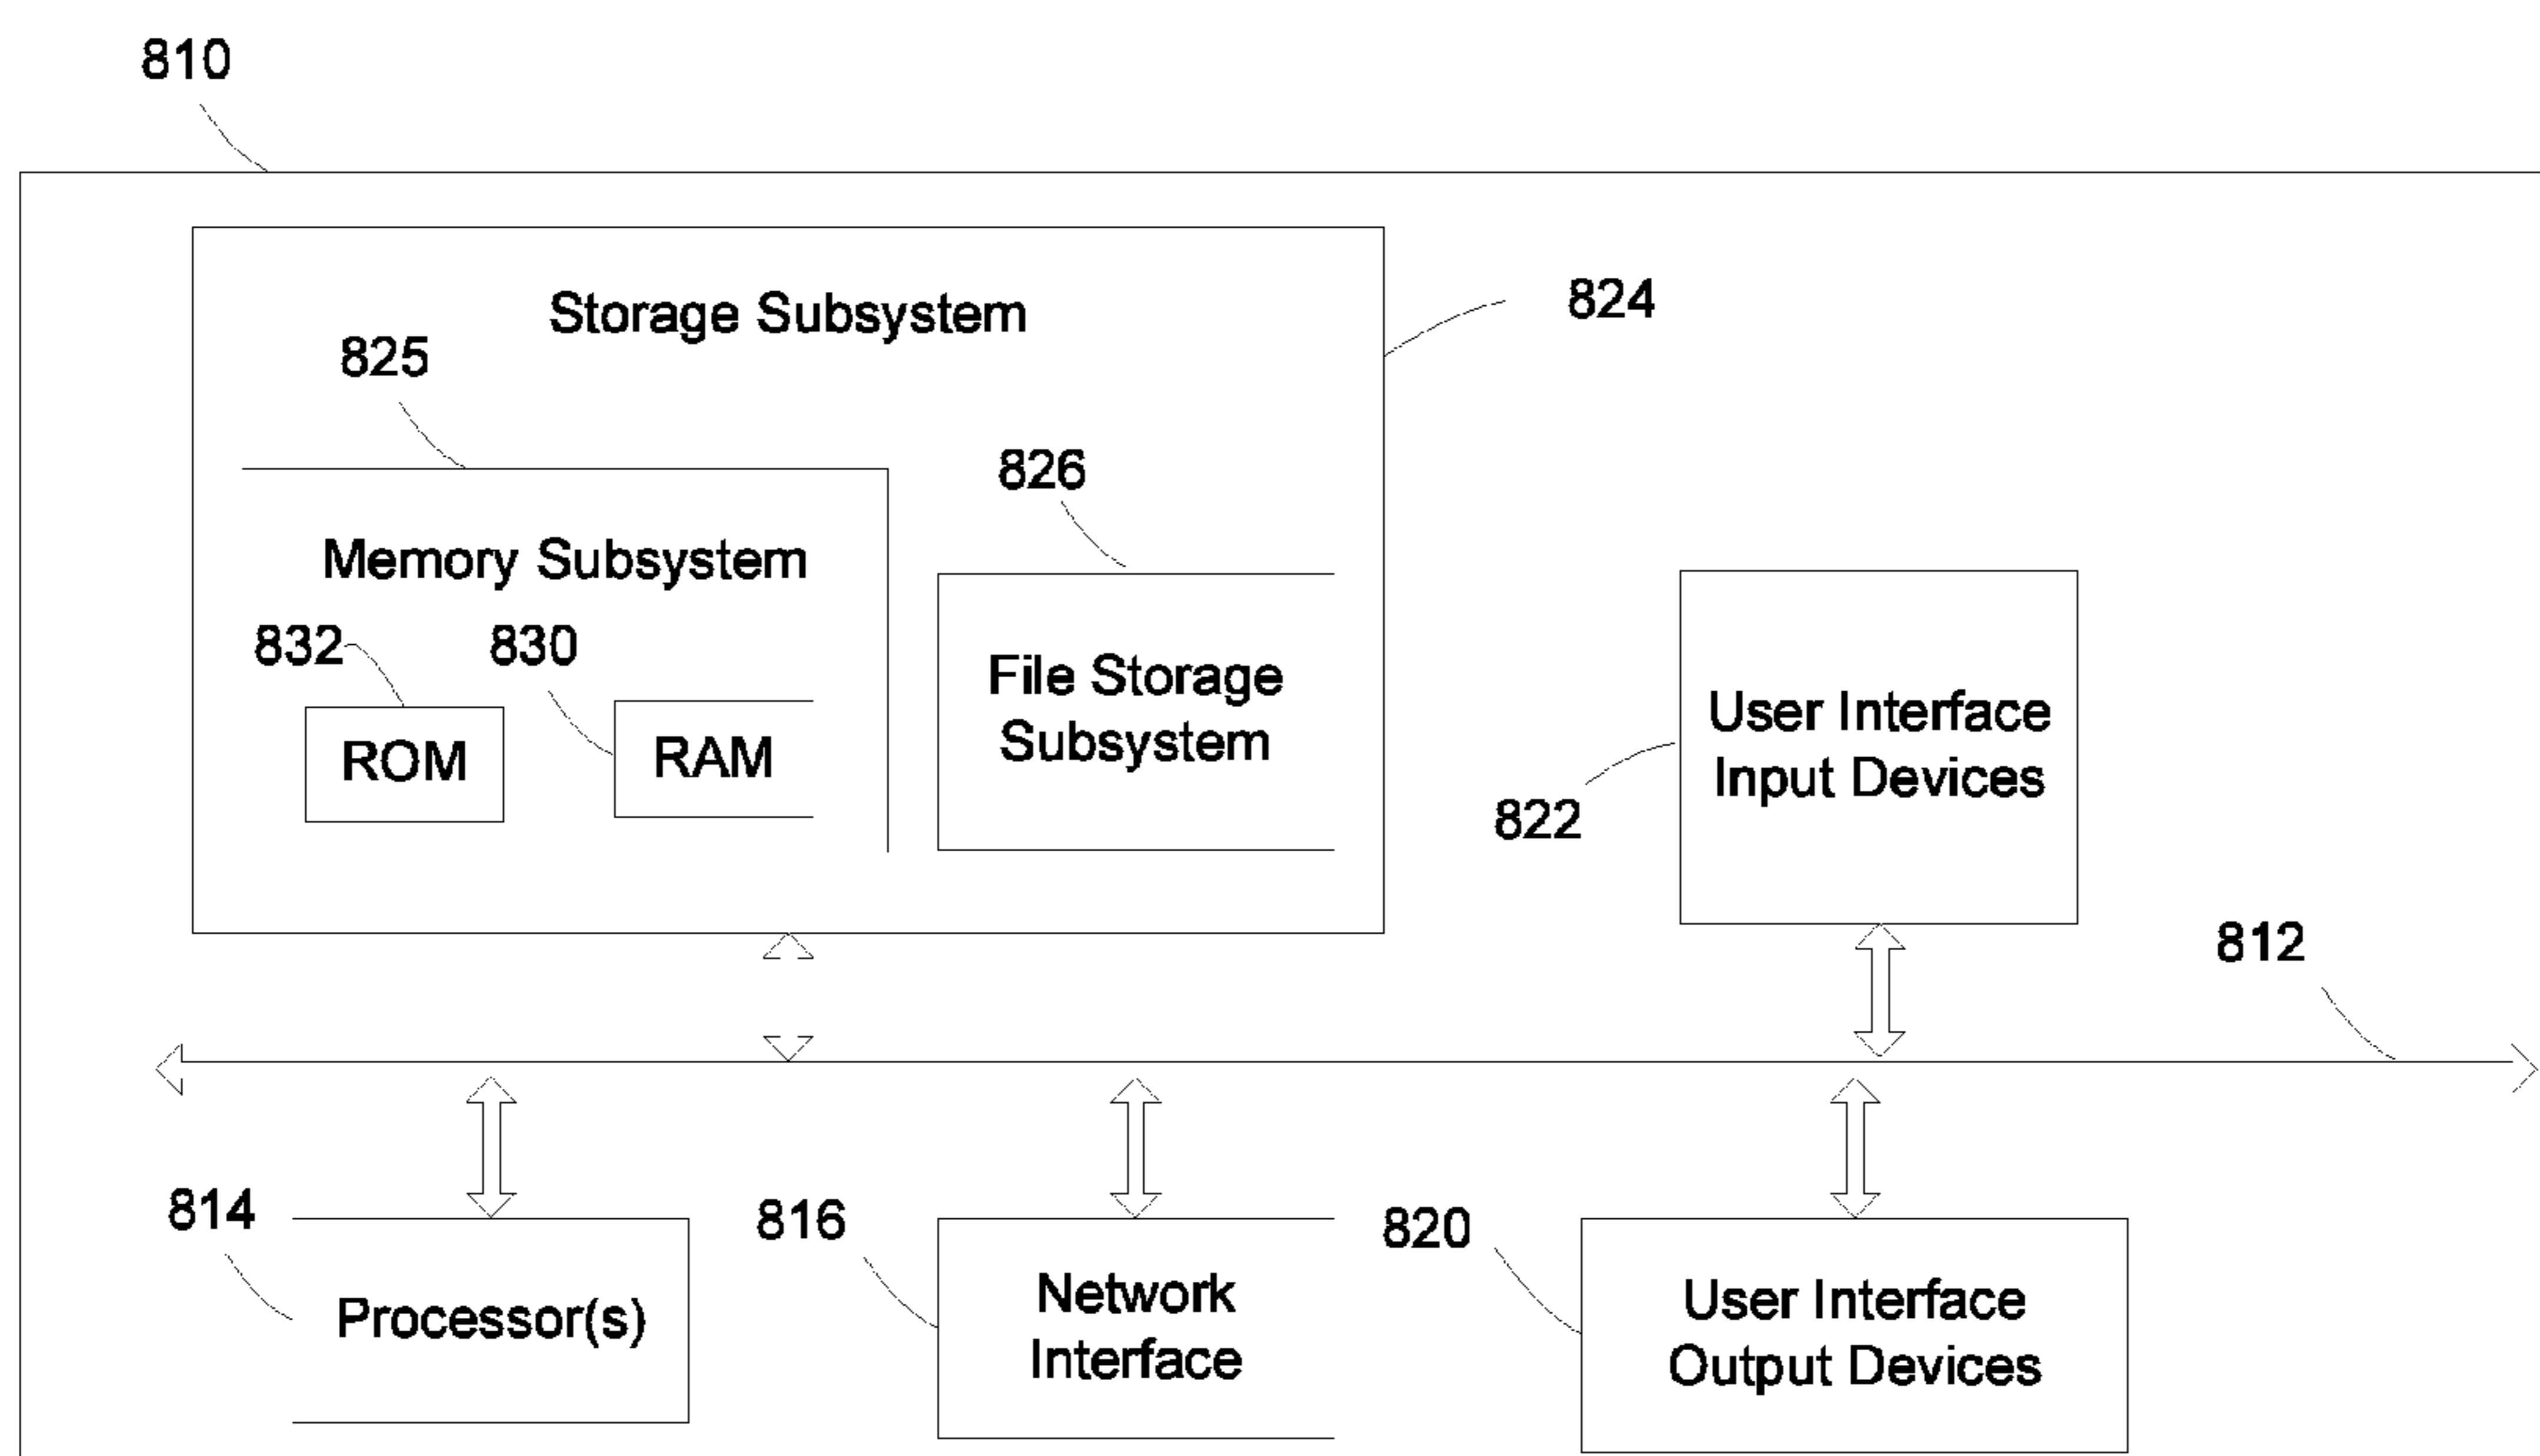 810
Storage Subsystem
824
825
826
Memory Subsystem
832
830
File Storage
Subsystem
ROM
RAM
User Interface
Input Devices
822
812
814
816
820
Processor(s)
Network
Interface
User Interface
Output Devices